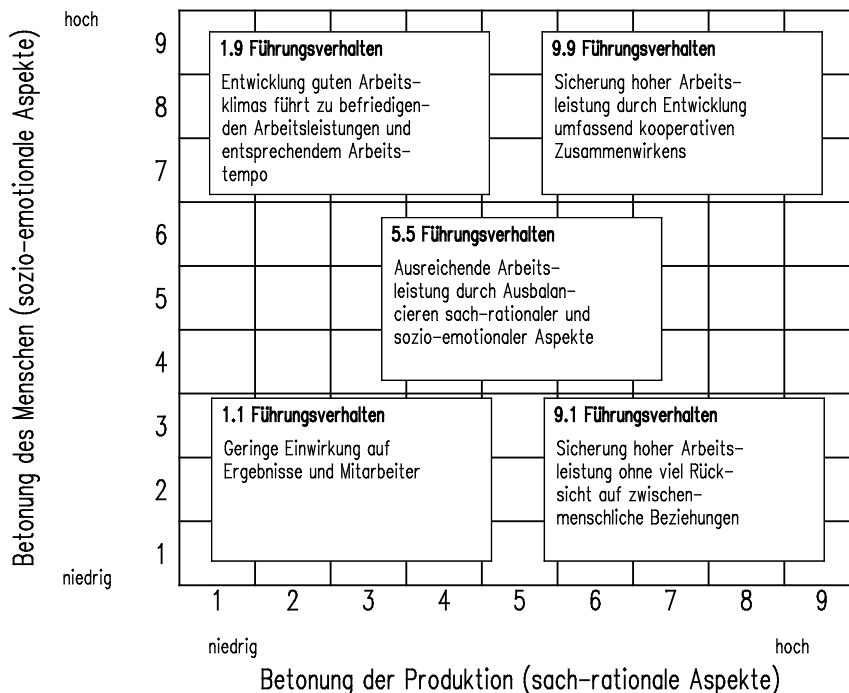 hoch
Betonung des Menschen (sozio-emotionale Aspekte)
9
8
7
6
5
4
3
2
1
niedrig
1.9 Führungsverhalten
Entwicklung guten Arbeits-
klimas führt zu befriedigen-
den Arbeitsleistungen und
entsprechendem Arbeits-
tempo
9.9 Führungsverhalten
Sicherung hoher Arbeits-
leistung durch Entwicklung
umfassend kooperativen
Zusammenwirkens
5.5 Führungsverhalten
Ausreichende Arbeits-
leistung durch Ausbalan-
cieren sach-rationaler und
sozio-emotionaler Aspekte
1.1 Führungsverhalten
Geringe Einwirkung auf
Ergebnisse und Mitarbeiter
9.1 Führungsverhalten
Sicherung hoher Arbeits-
leistung ohne viel Rück-
sicht auf zwischen-
menschliche Beziehungen
1 2 3 4 5 6 7 8 9
niedrig hoch
Betonung der Produktion (sach-rationale Aspekte)